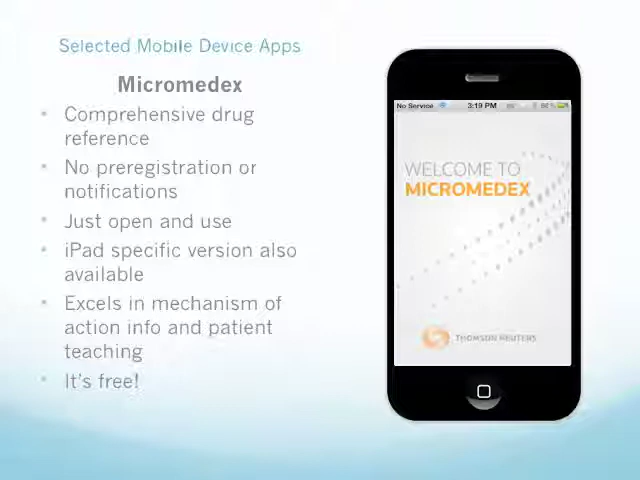 Selected Mobile Device Apps
Micromedex
• Comprehensive drug
reference
• No preregistration or
notifications
• Just open and use
• iPad specific version also
available
• Excels in mechanism of
action info and patient
teaching
• It's free!
No Service 3:19 PM
WELCOME TO
MICROMEDEX
THOMSON REUTERS